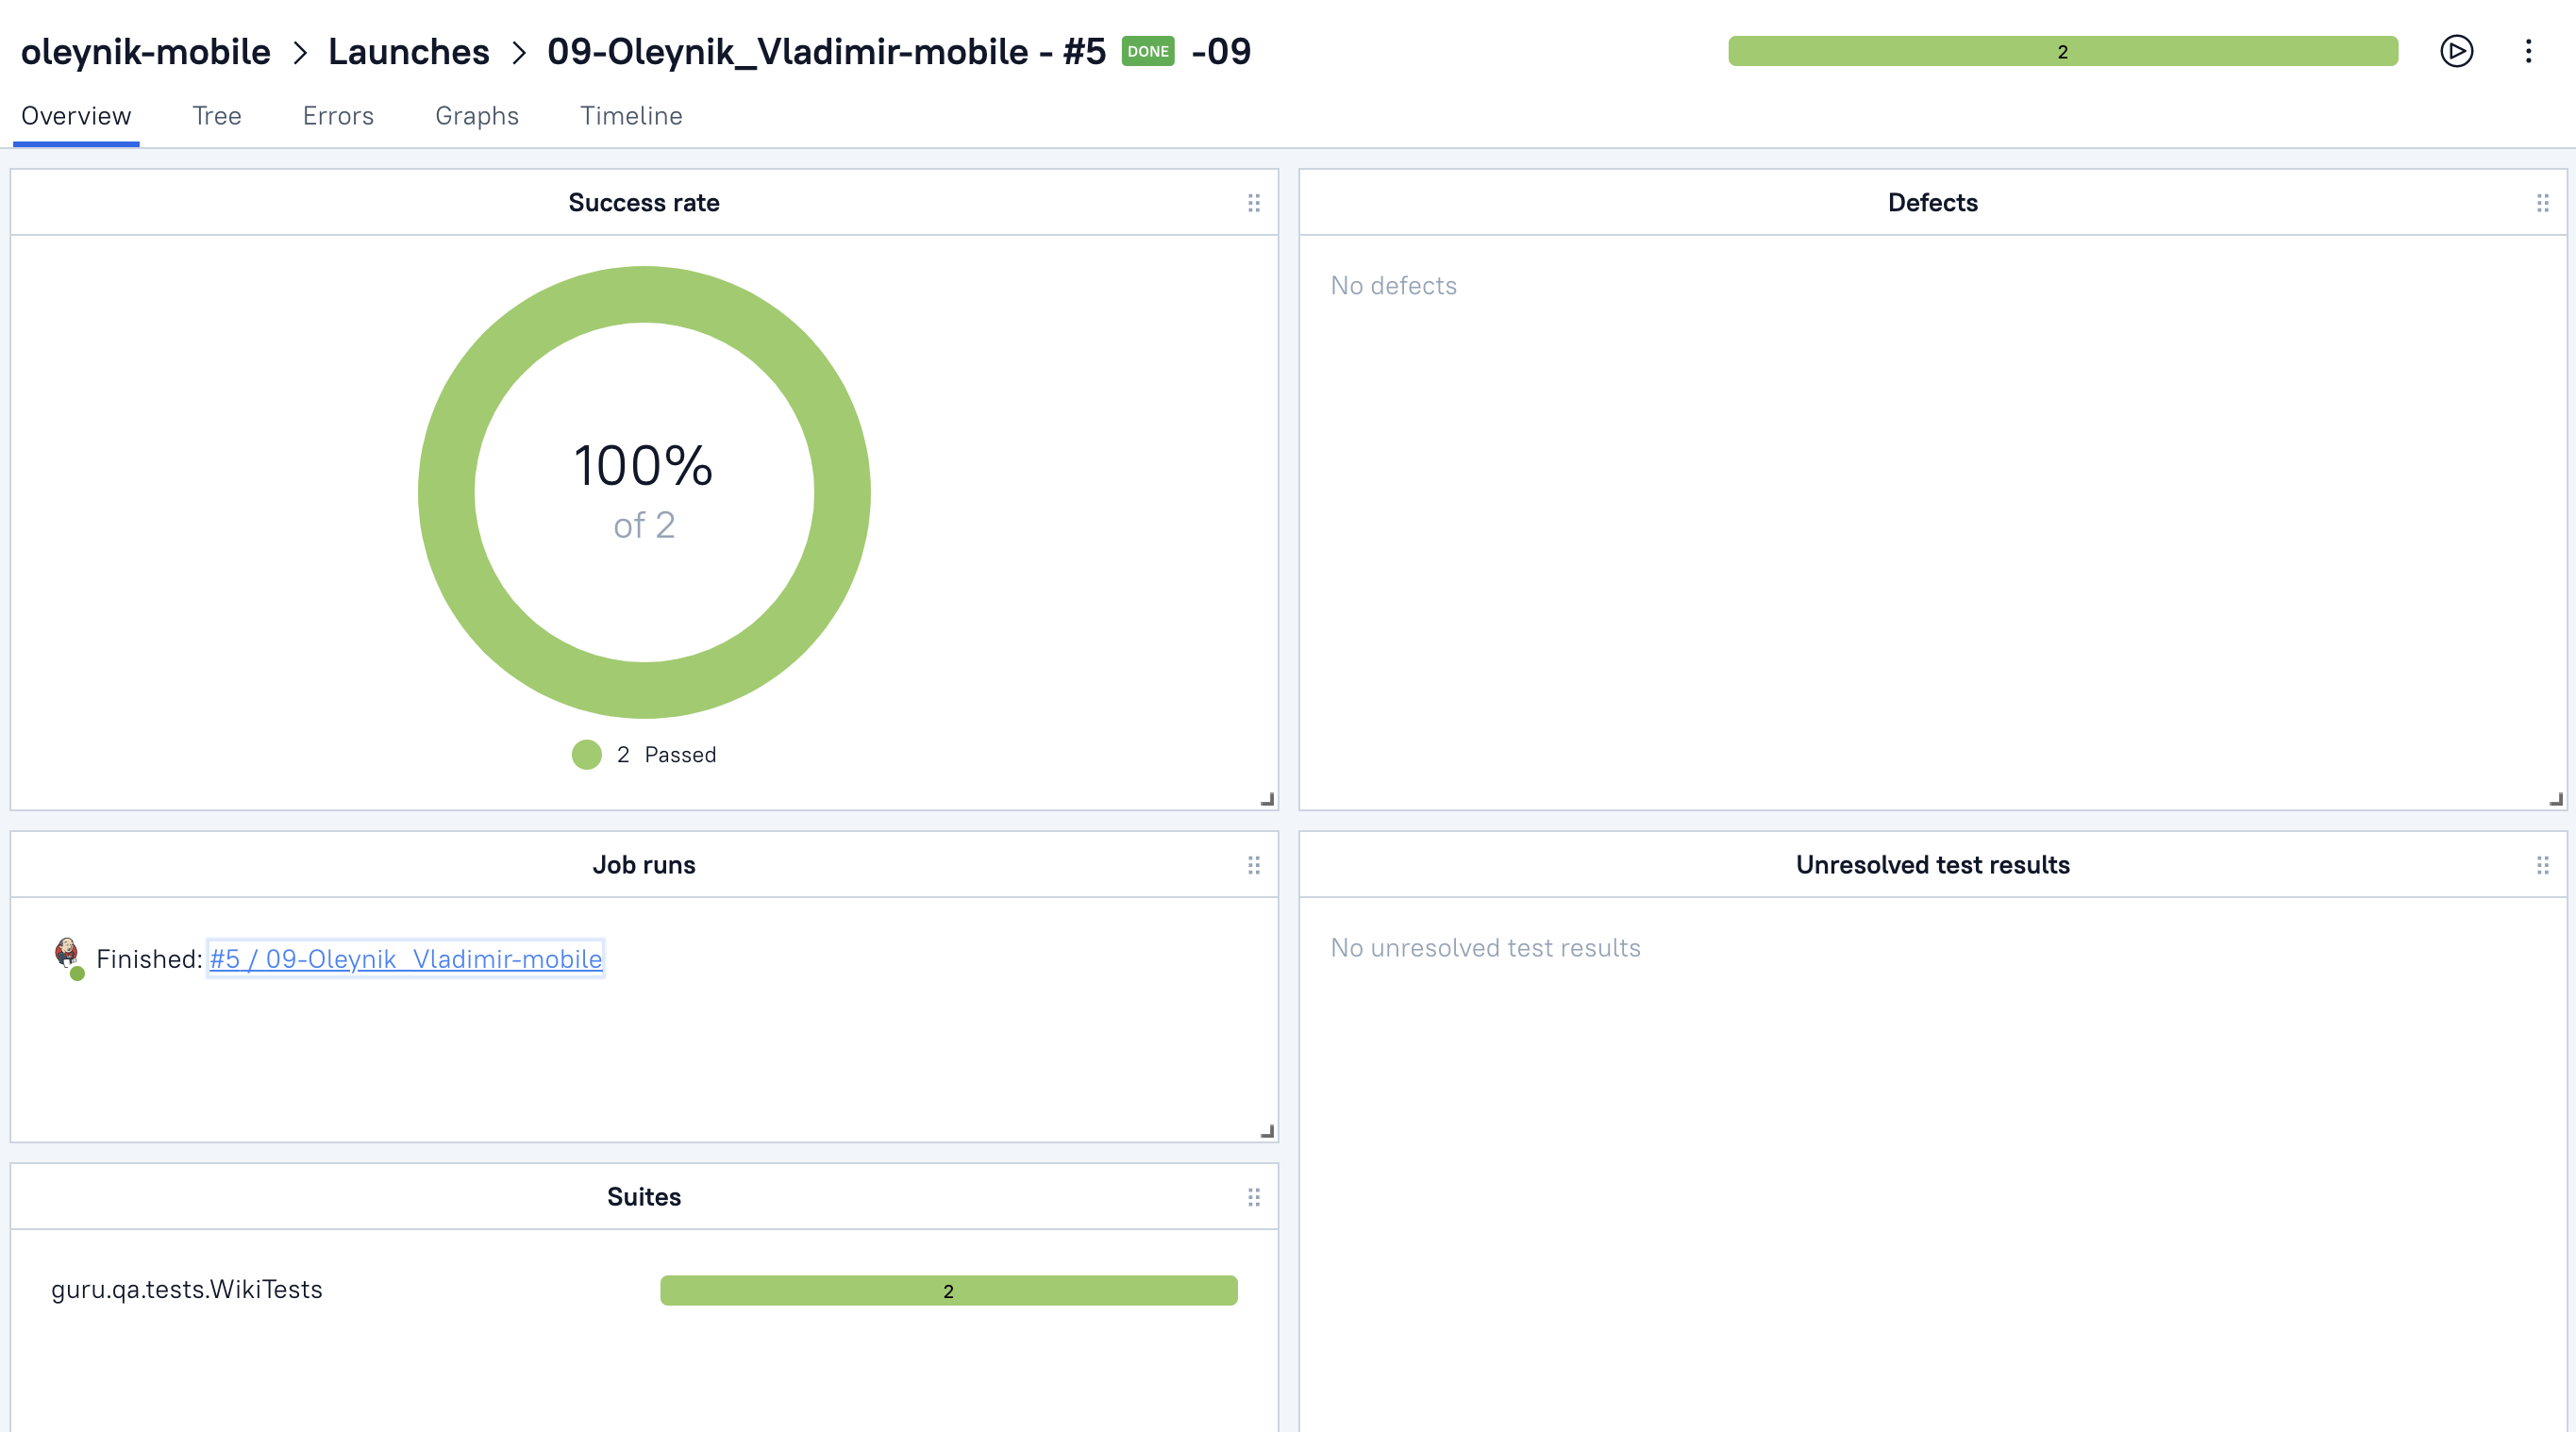 oleynik-mobile > Launches > 09-Oleynik_Vladimir-mobile - #5 DONE -09
2
Overview Tree Errors Graphs Timeline
Success rate
100%
of 2
2 Passed
Defects
No defects
Job runs
Finished: #5 / 09-Oleynik_Vladimir-mobile
Unresolved test results
No unresolved test results
Suites
guru.qa.tests.WikiTests 2